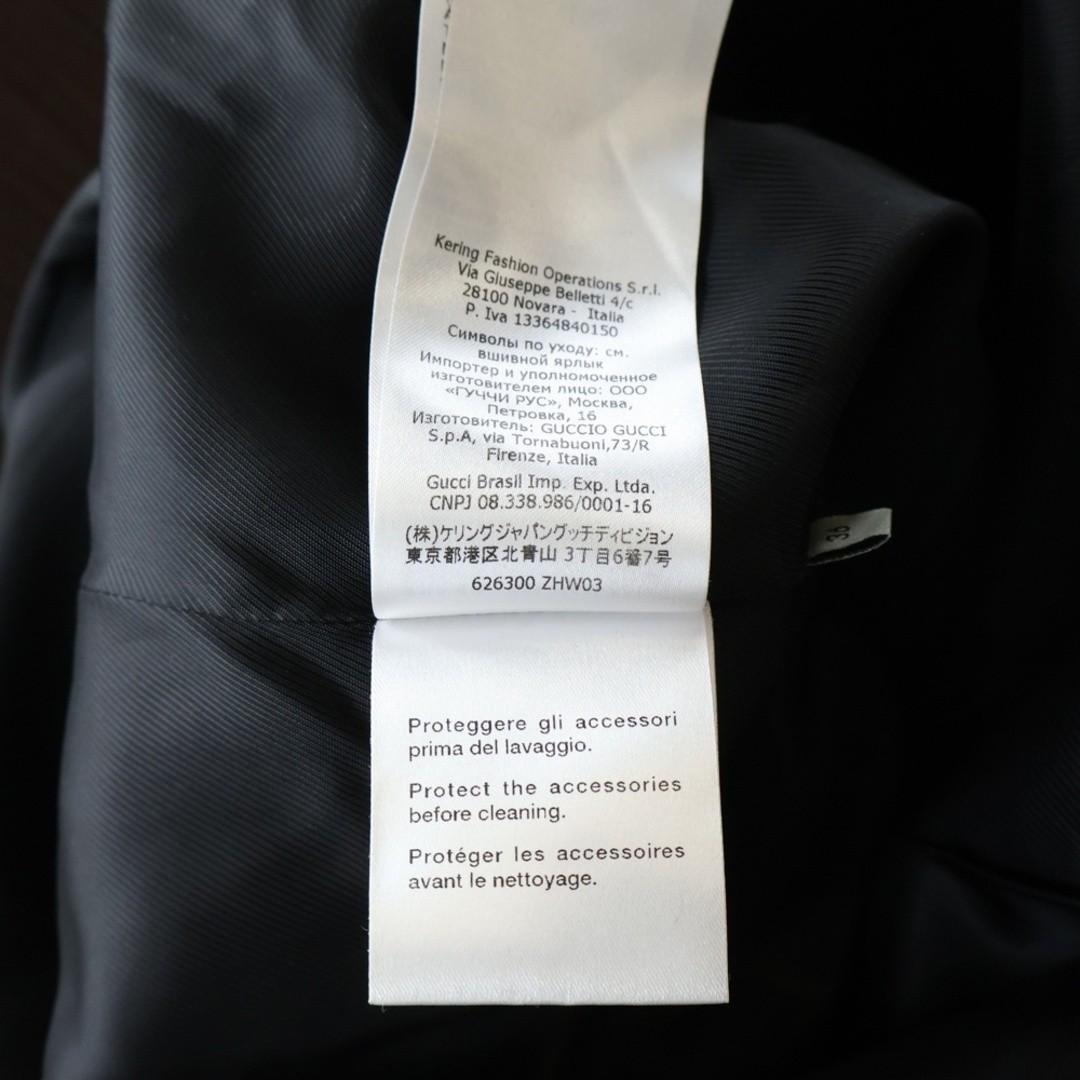 Kering Fashion Operations S.r.l.
Via Giuseppe Belletti 4/c
28100 Novara - Italia
P. Iva 13364840150
Символы по уходу: см.
вшивной ярлык
Импортер и уполномоченное
изготовителем лицо: ООО
«ГУЧЧИ РУС», Москва,
Петровка, 16
Изготовитель: GUCCIO GUCCI
S.p.A, via Tornabuoni,73/R
Firenze, Italia
Gucci Brasil Imp. Exp. Ltda.
CNPJ 08.338.986/0001-16
(株)ケリングジャパングッチディビジョン
東京都港区北青山 3丁目6番7号
626300 ZHW03
36
Proteggere gli accessori
prima del lavaggio.
Protect the accessories
before cleaning.
Protéger les accessoires
avant le nettoyage.